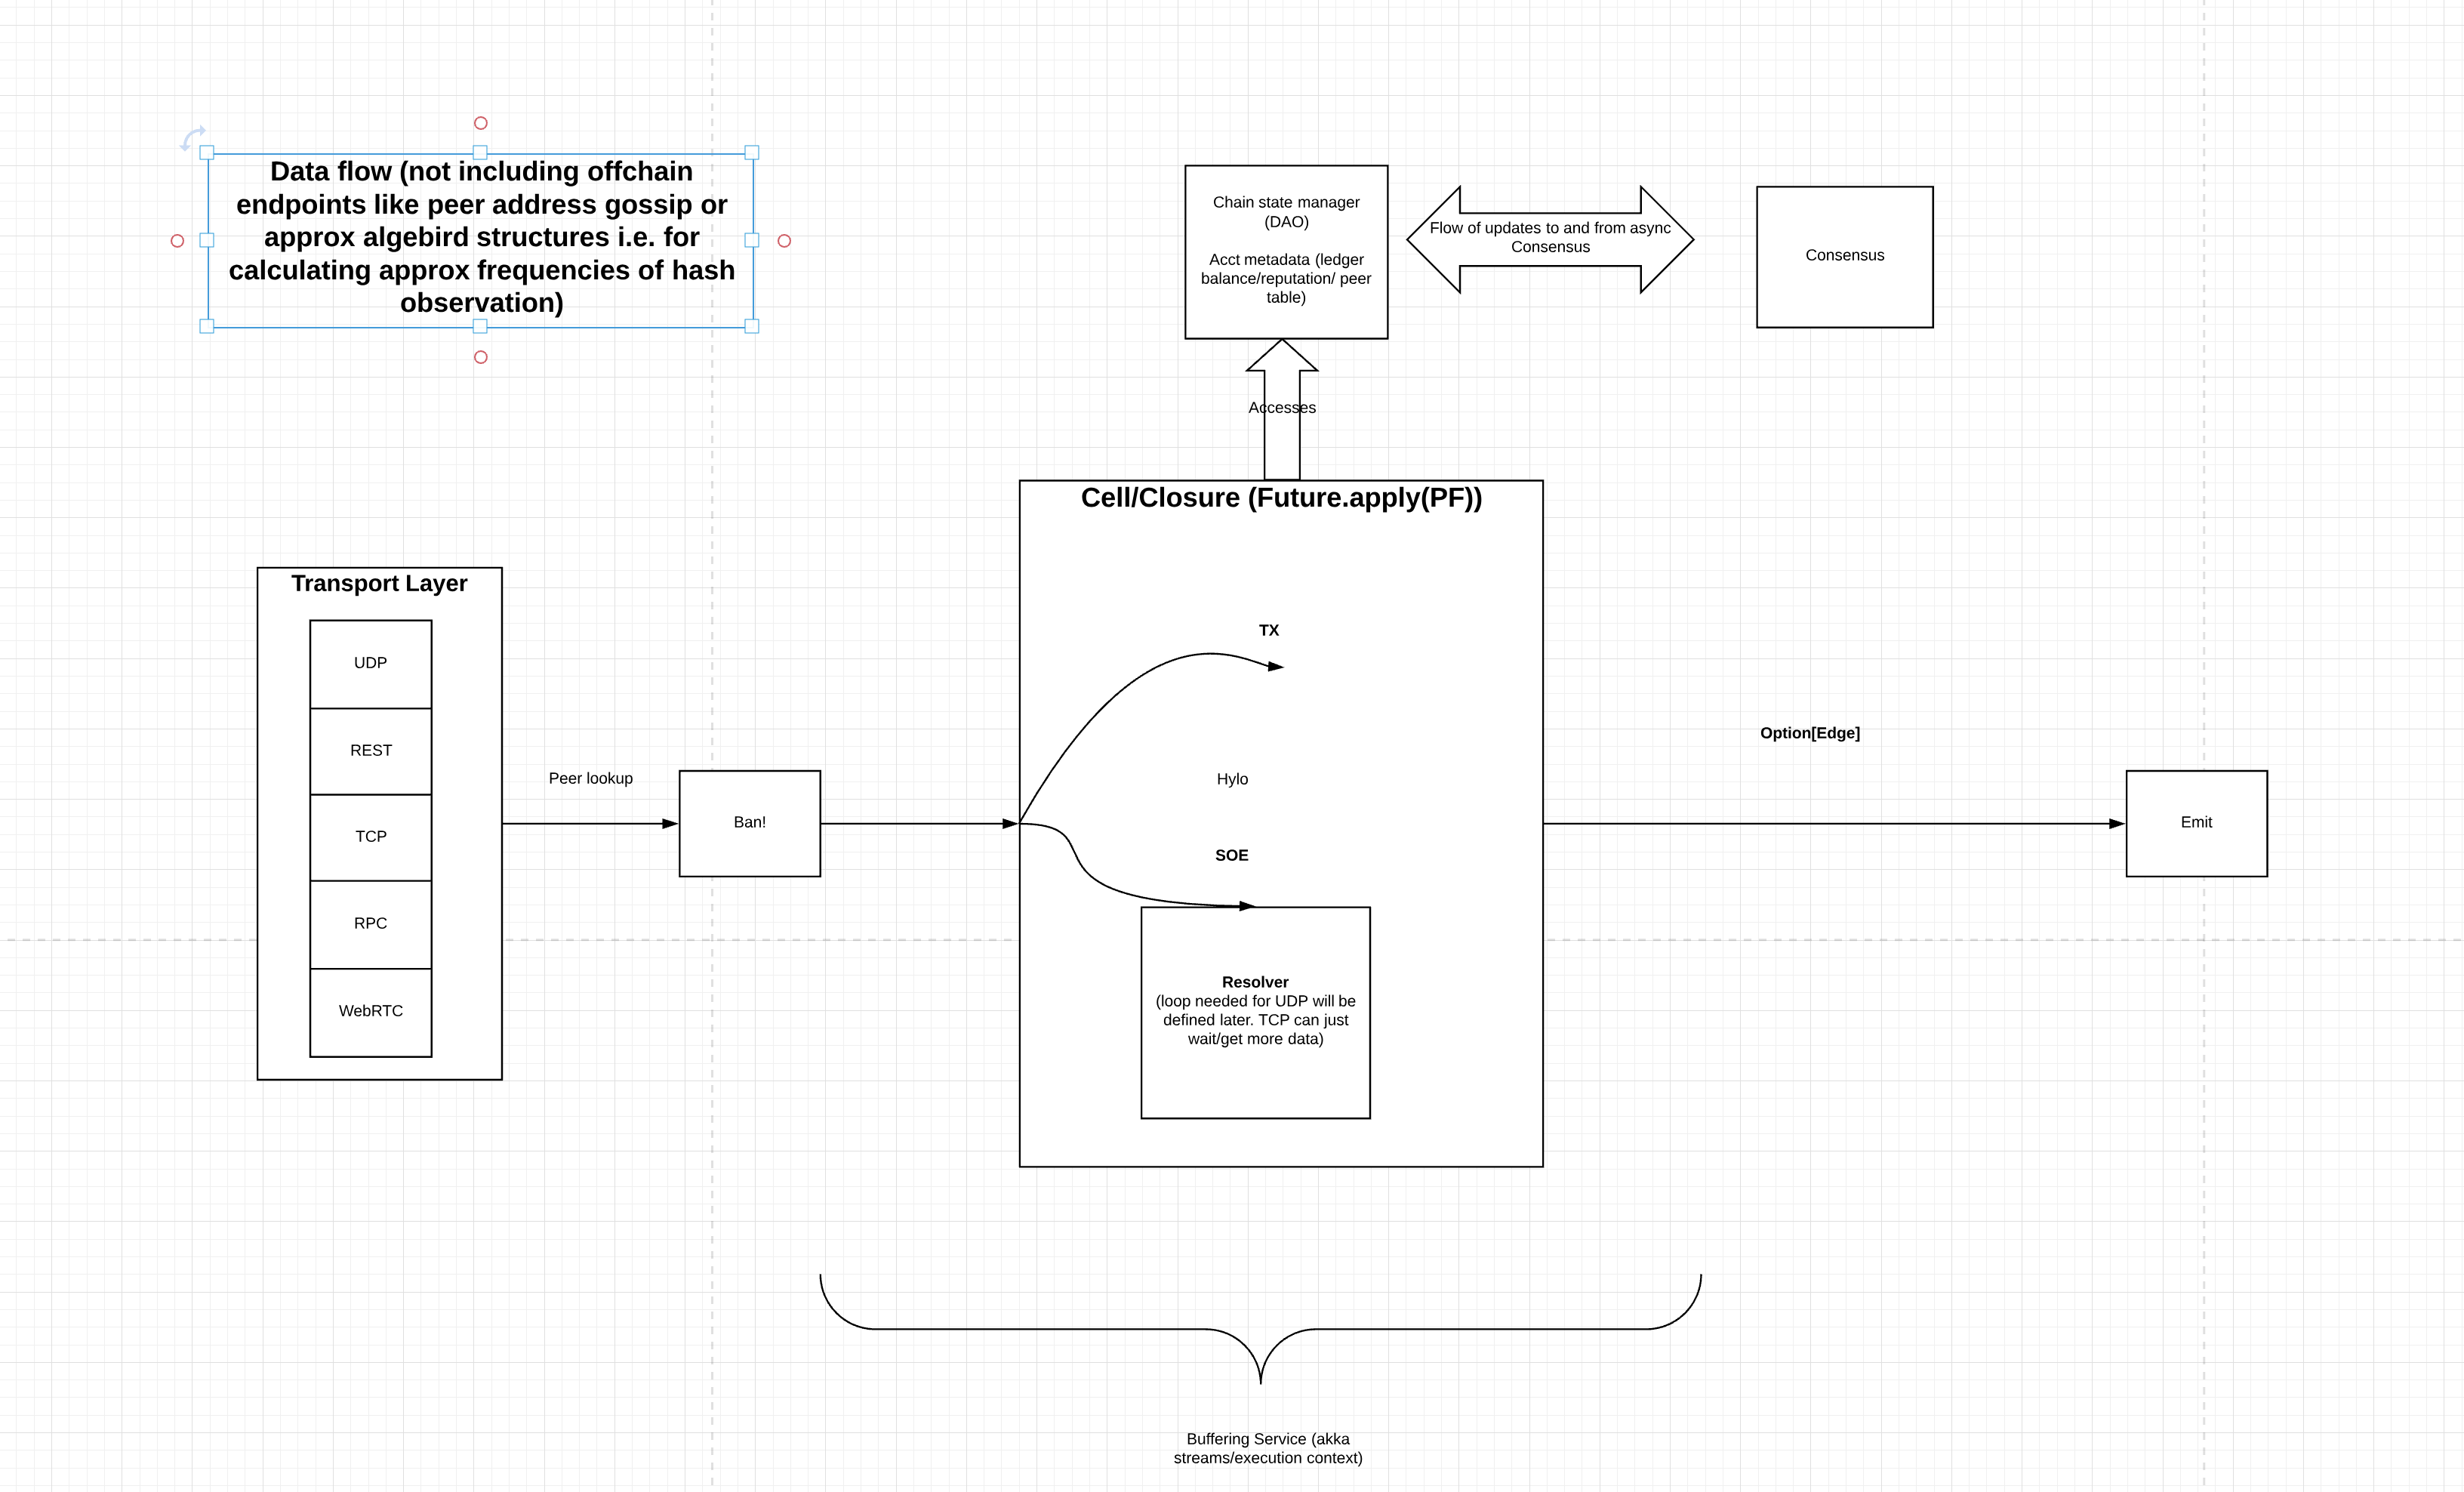 Data flow (not including offchain
endpoints like peer address gossip or
approx algebird structures i.e. for
calculating approx frequencies of hash
observation)
Chain state manager
(DAO)
Acct metadata (ledger
balance/reputation/ peer
table)
Flow of updates to and from async
Consensus
Consensus
Accesses
Cell/Closure (Future.apply(PF))
Transport Layer
UDP
REST
TCP
RPC
WebRTC
Peer lookup
Ban!
TX
Hylo
SOE
Resolver
(loop needed for UDP will be
defined later. TCP can just
wait/get more data)
Option[Edge]
Emit
Buffering Service (akka
streams/execution context)